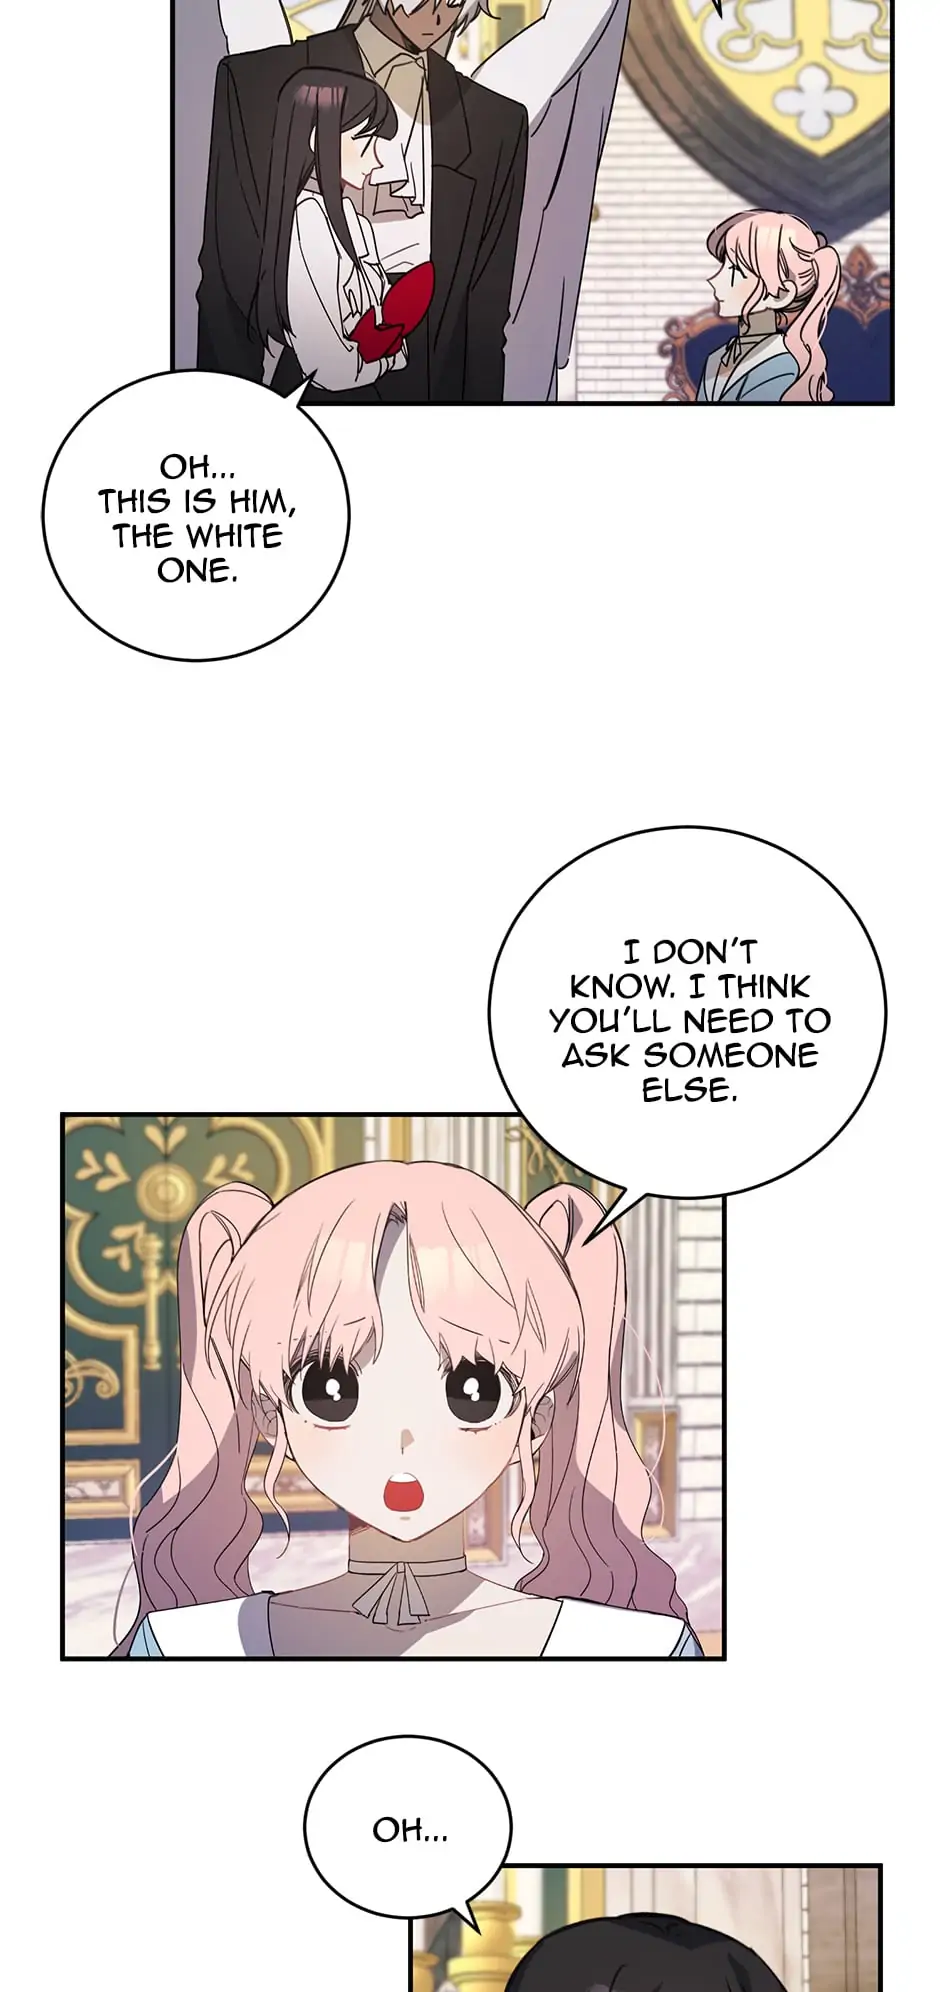 OH...
THIS IS HIM,
THE WHITE
ONE.
I DON'T
KNOW. I THINK
YOU'LL NEED TO
ASK SOMEONE
ELSE.
OH...